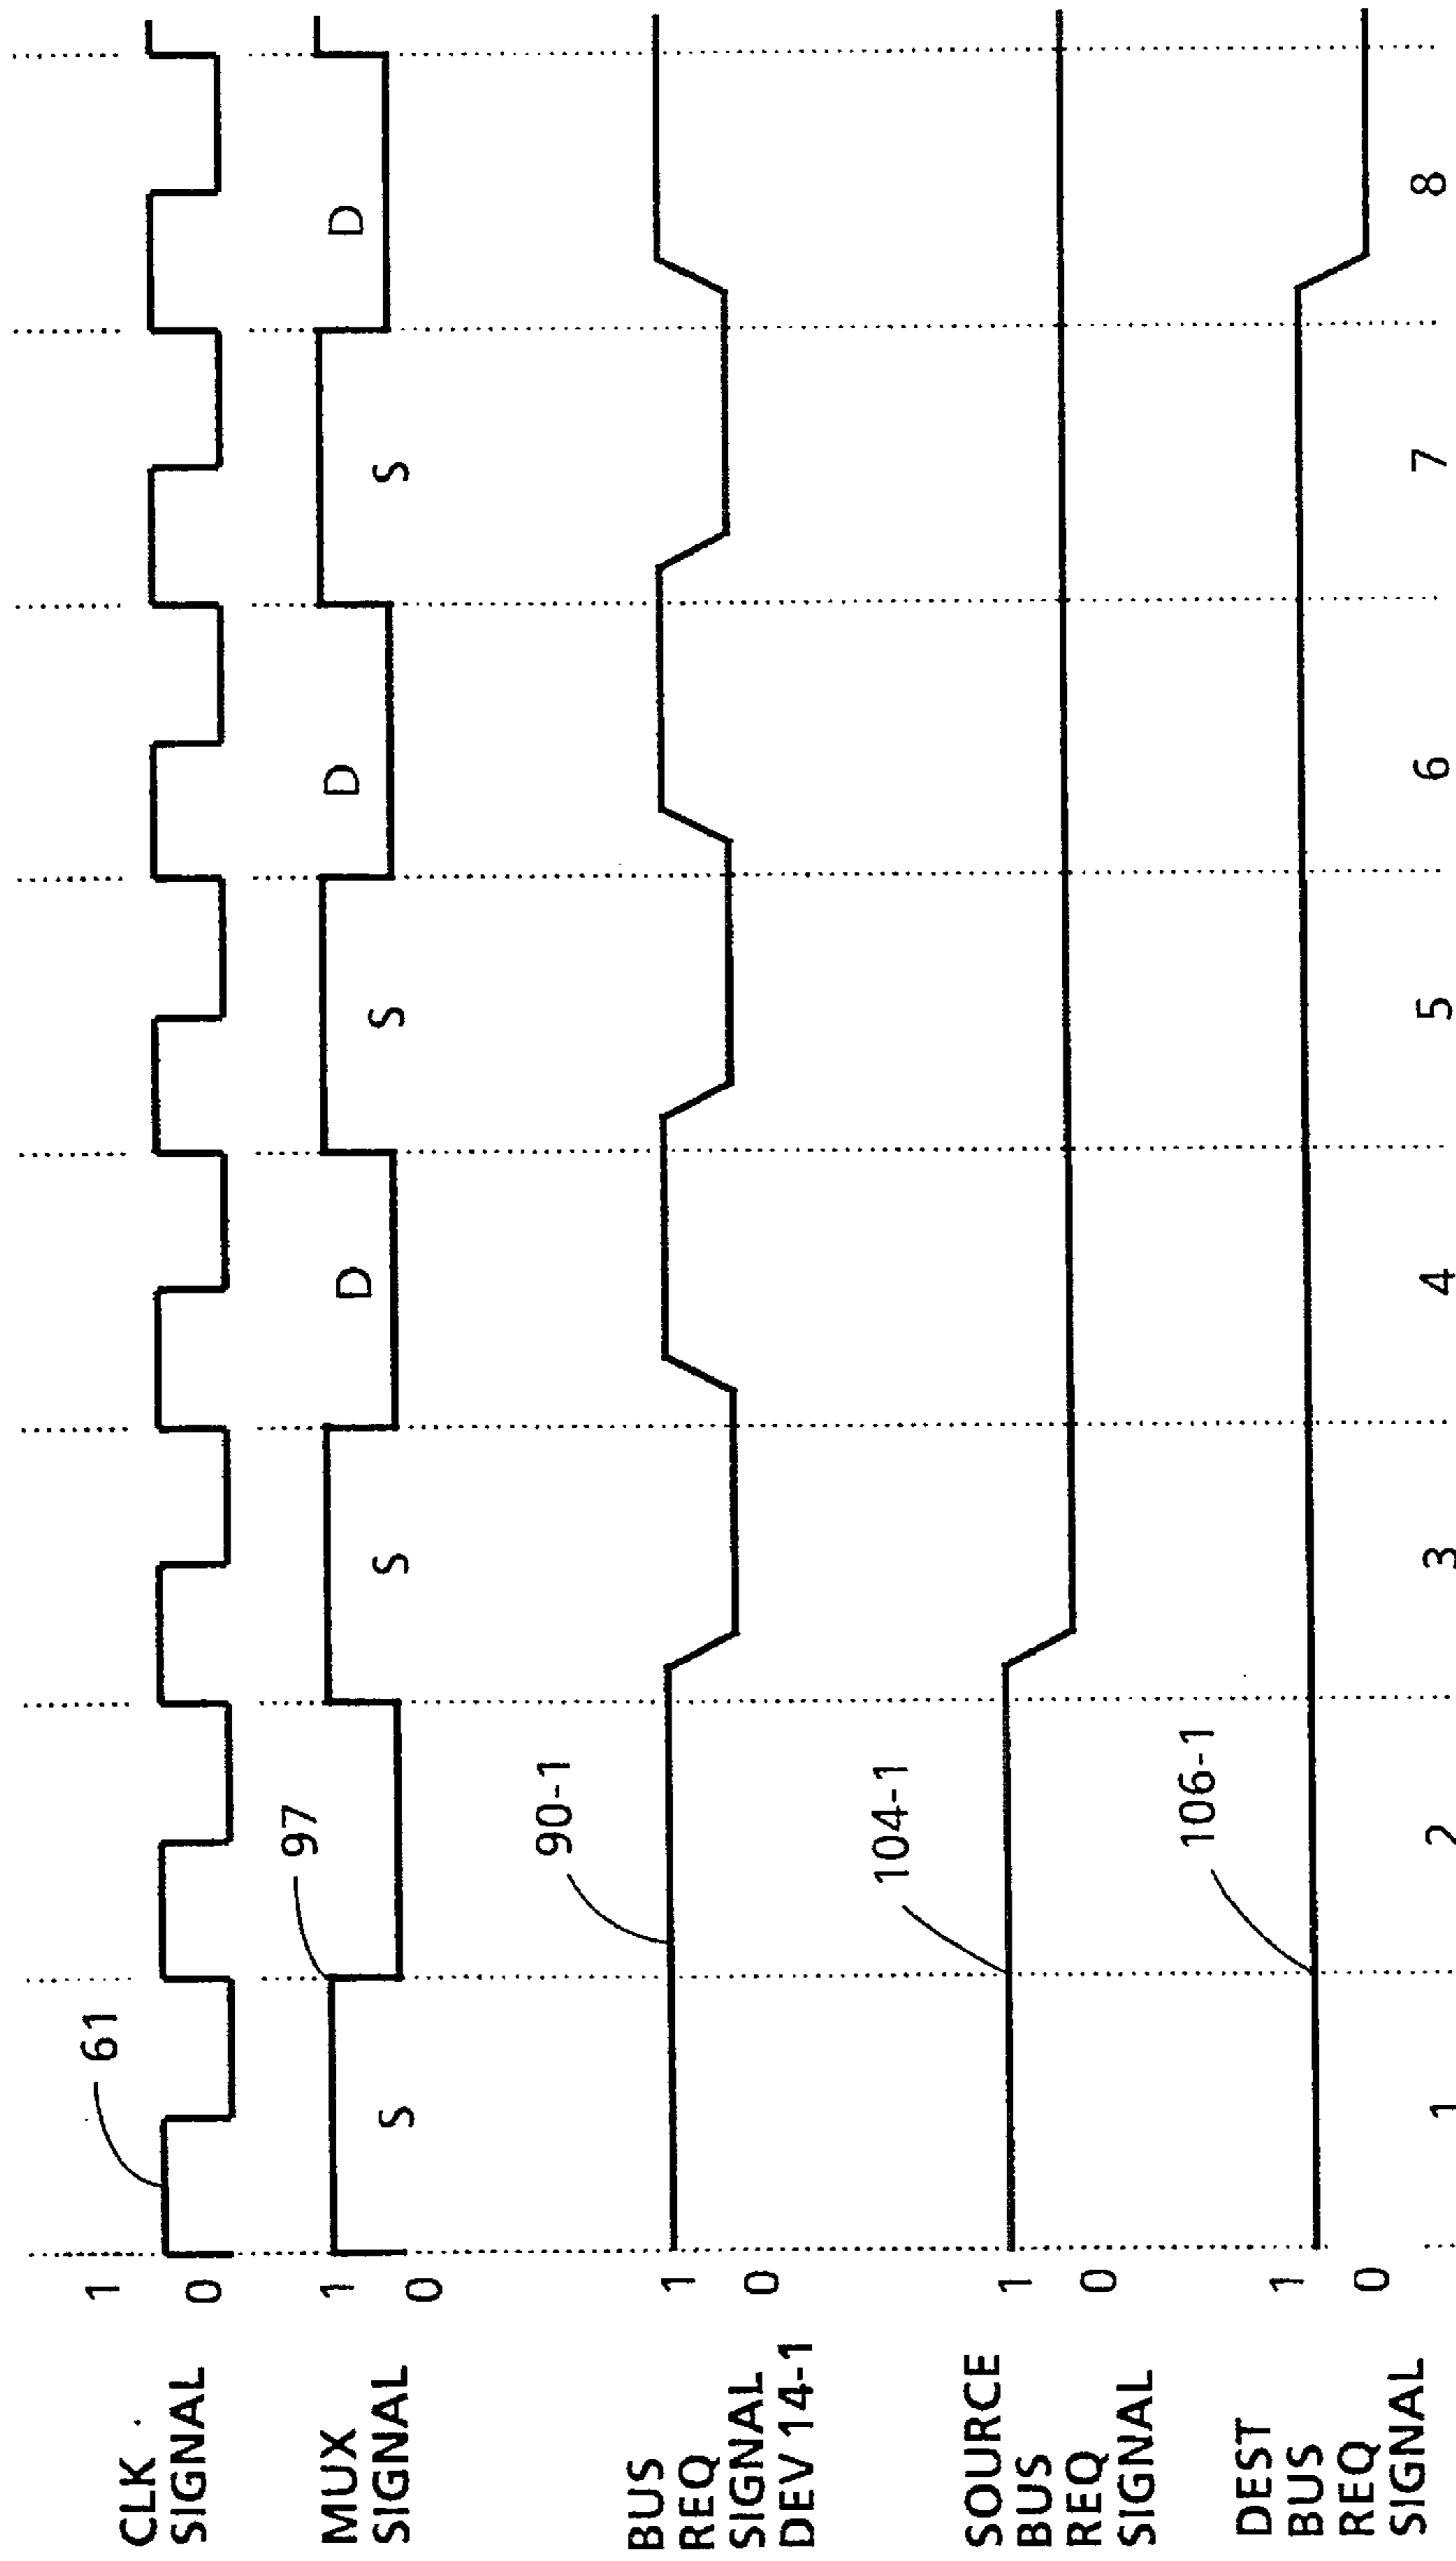 CLK
SIGNAL
1
0
61
MUX
SIGNAL
1
0
97
S
S
D
S
D
S
D
BUS
REQ
SIGNAL
DEV 14-1
1
0
90-1
SOURCE
BUS
REQ
SIGNAL
1
0
104-1
DEST
BUS
REQ
SIGNAL
1
0
106-1
1 2 3 4 5 6 7 8